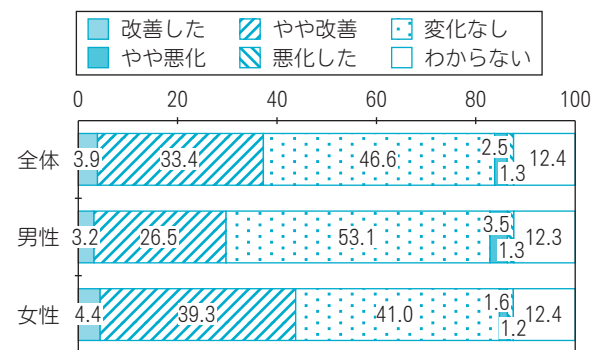 改善した やや改善 変化なし
やや悪化 悪化した わからない
0 20 40 60 80 100
全体 3.9 33.4 46.6 2.5 1.3 12.4
男性 3.2 26.5 53.1 3.5 1.3 12.3
女性 4.4 39.3 41.0 1.6 1.2 12.4